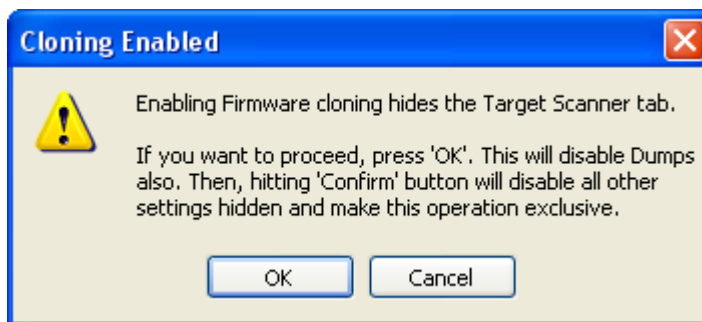 Cloning Enabled
Enabling Firmware cloning hides the Target Scanner tab.
If you want to proceed, press 'OK'. This will disable Dumps
also. Then, hitting 'Confirm' button will disable all other
settings hidden and make this operation exclusive.
OK
Cancel